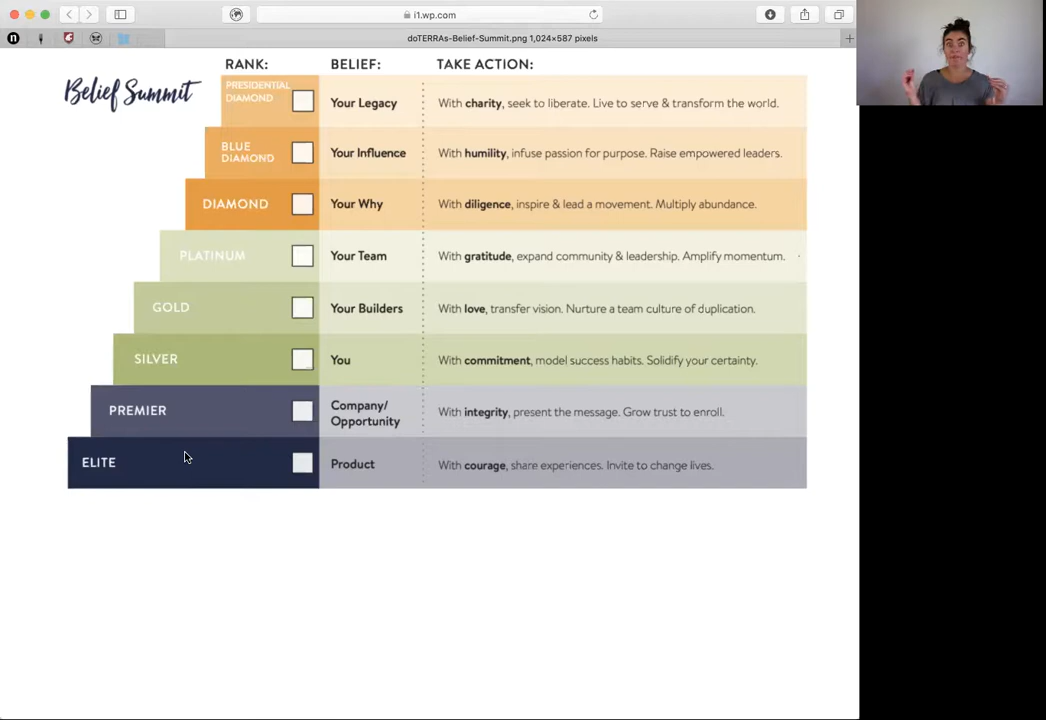 i1.wp.com
doTERRAs-Belief-Summit.png 1,024×587 pixels
Belief Summit
RANK: BELIEF: TAKE ACTION:
PRESIDENTIAL
DIAMOND
Your Legacy
With charity, seek to liberate. Live to serve & transform the world.
BLUE
DIAMOND
Your Influence
With humility, infuse passion for purpose. Raise empowered leaders.
DIAMOND
Your Why
With diligence, inspire & lead a movement. Multiply abundance.
PLATINUM
Your Team
With gratitude, expand community & leadership. Amplify momentum.
GOLD
Your Builders
With love, transfer vision. Nurture a team culture of duplication.
SILVER
You
With commitment, model success habits. Solidify your certainty.
PREMIER
Company/
Opportunity
With integrity, present the message. Grow trust to enroll.
ELITE
Product
With courage, share experiences. Invite to change lives.